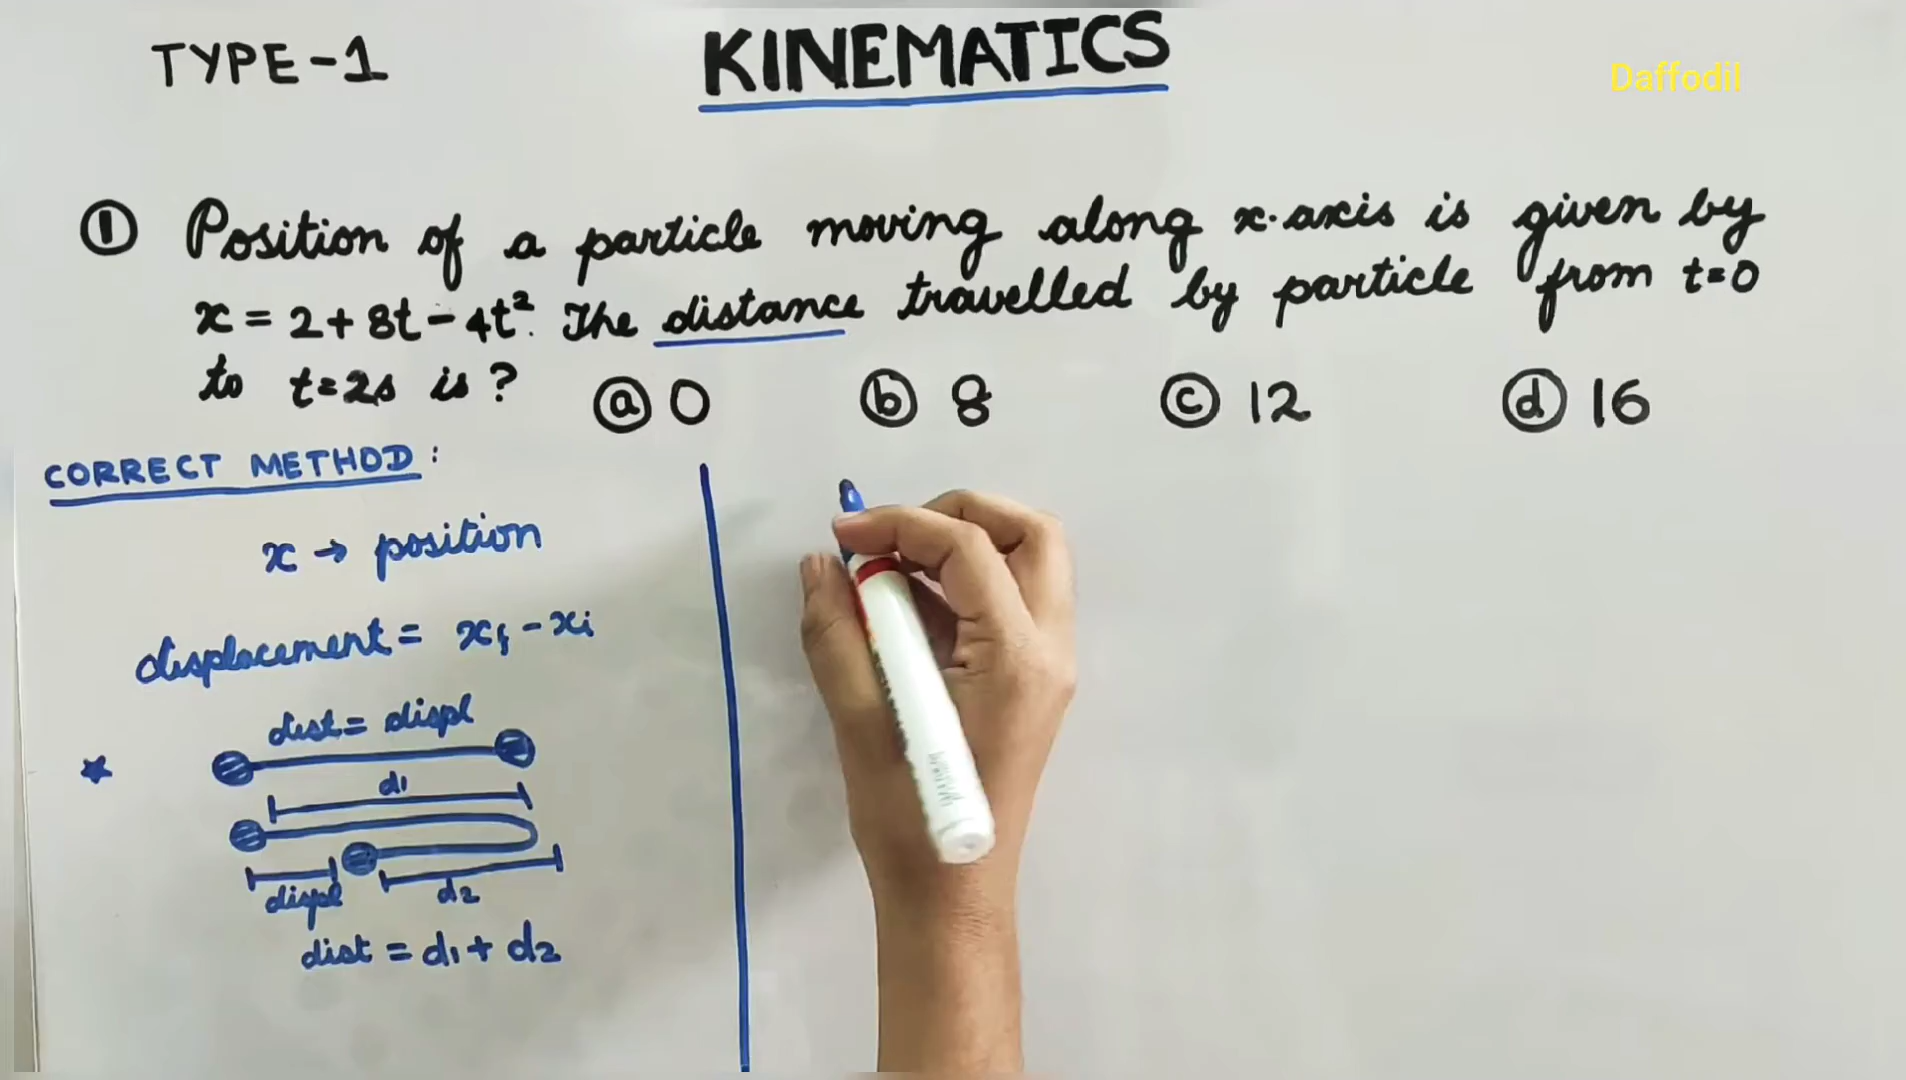 TYPE-1
KINEMATICS
Daffodil
① Position of a particle moving along x-axis is given by
x = 2 + 8t - 4t². The distance travelled by particle from t=0
to t=2s is ?
ⓐ 0 ⓑ 8 ⓒ 12 ⓓ 16
CORRECT METHOD :
x → position
displacement = xf - xi
dist = displ
d1
displ
d2
dist = d1 + d2